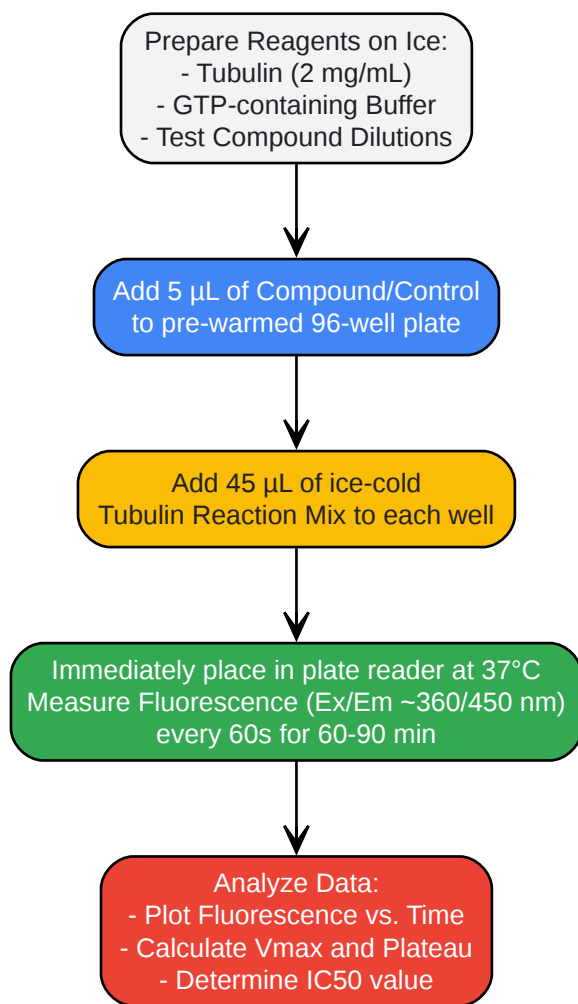 Prepare Reagents on Ice:
- Tubulin (2 mg/mL)
- GTP-containing Buffer
- Test Compound Dilutions
Add 5 µL of Compound/Control
to pre-warmed 96-well plate
Add 45 µL of ice-cold
Tubulin Reaction Mix to each well
Immediately place in plate reader at 37°C
Measure Fluorescence (Ex/Em ~360/450 nm)
every 60s for 60-90 min
Analyze Data:
- Plot Fluorescence vs. Time
- Calculate Vmax and Plateau
- Determine IC50 value